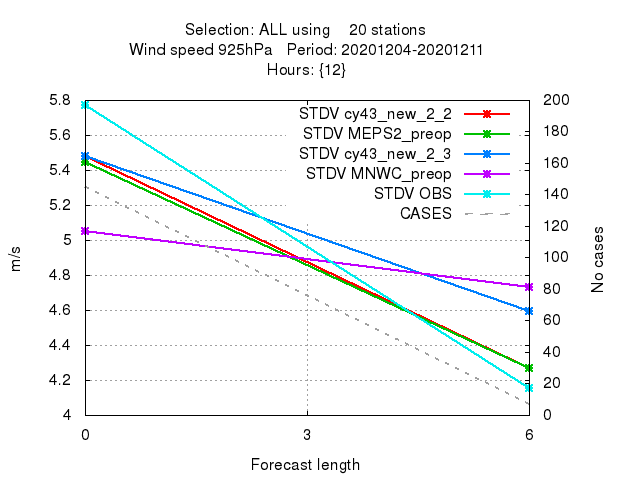 Selection: ALL using 20 stations
Wind speed 925hPa Period: 20201204-20201211
Hours: {12}
5.8
5.6
5.4
5.2
5
4.8
4.6
4.4
4.2
4
m/s
STDV cy43_new_2_2
STDV MEPS2_preop
STDV cy43_new_2_3
STDV MNWC_preop
STDV OBS
CASES
200
180
160
140
120
100
80
60
40
20
0
No cases
0 3 6
Forecast length